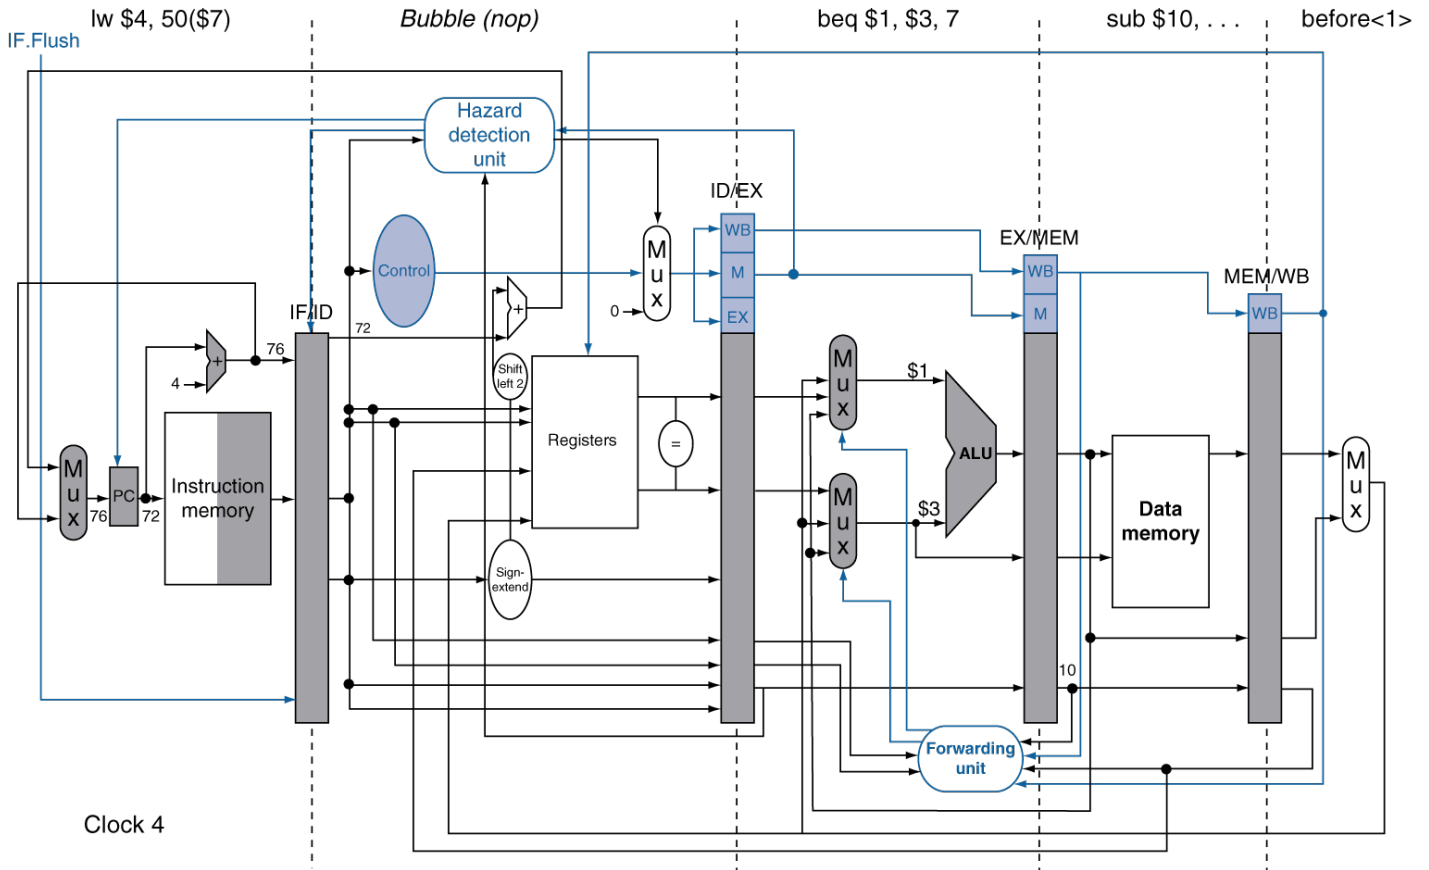 lw $4, 50($7)
Bubble (nop)
beq $1, $3, 7
sub $10, . . .
before<1>
IF.Flush
Hazard
detection
unit
ID/EX
WB
M
EX
EX/MEM
WB
M
MEM/WB
WB
Control
M
u
x
0
+
IF/ID
72
76
+
4
Shift
left 2
M
u
x
$1
Registers
=
ALU
M
u
x
PC
76
72
Instruction
memory
M
u
x
$3
Data
memory
M
u
x
Sign-
extend
10
Forwarding
unit
Clock 4